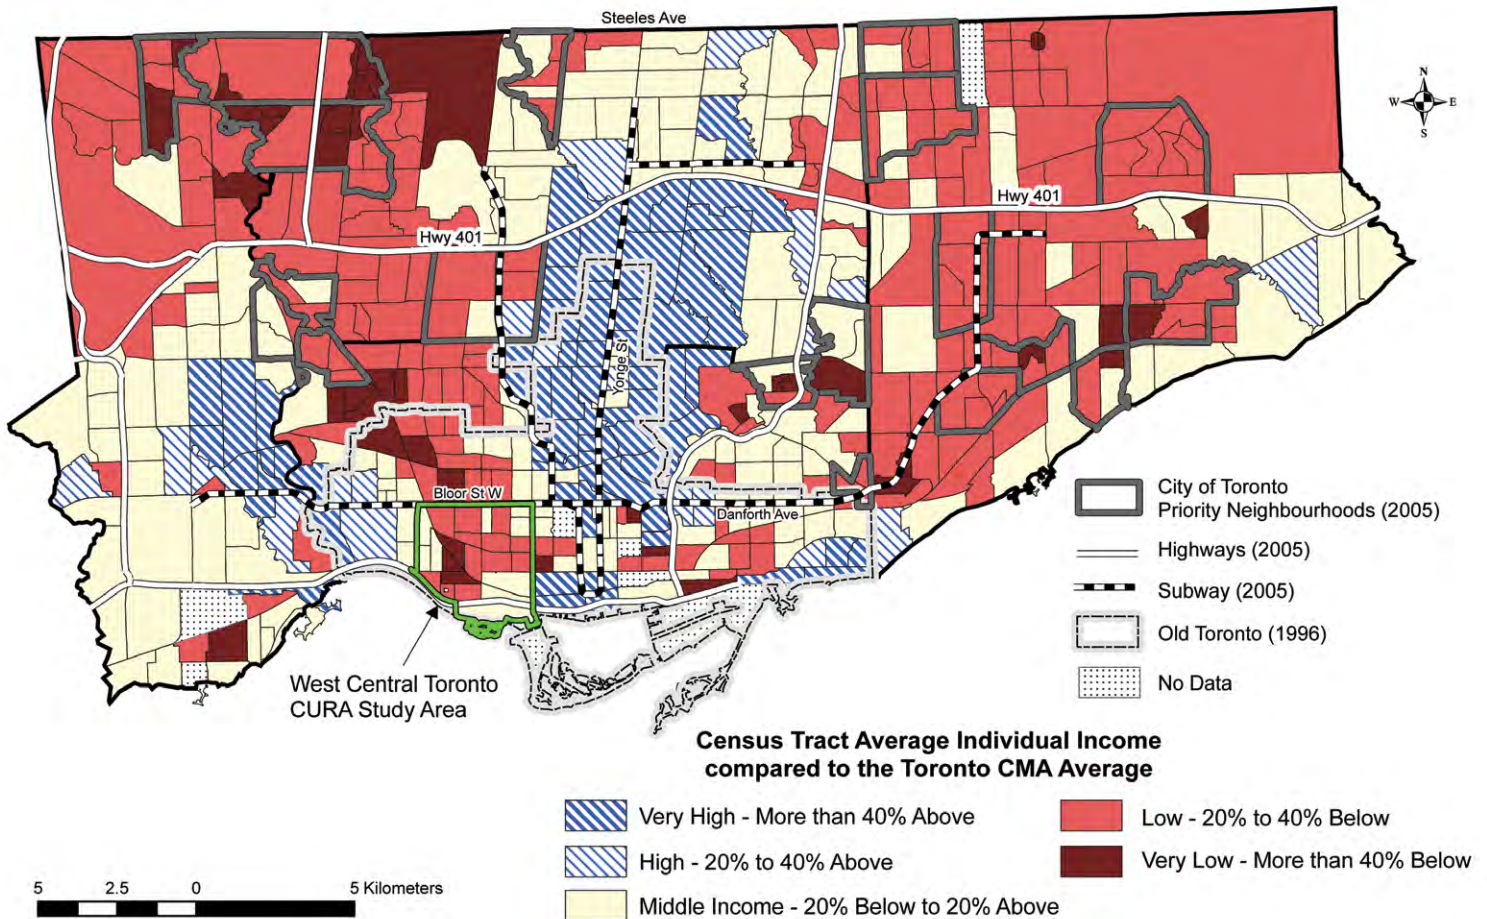 Steeles Ave
N
W E
S
Hwy 401
Hwy 401
Yonge St
Bloor St W
Danforth Ave
West Central Toronto
CURA Study Area
City of Toronto
Priority Neighbourhoods (2005)
Highways (2005)
Subway (2005)
Old Toronto (1996)
No Data
Census Tract Average Individual Income
compared to the Toronto CMA Average
Very High - More than 40% Above
High - 20% to 40% Above
Middle Income - 20% Below to 20% Above
Low - 20% to 40% Below
Very Low - More than 40% Below
5 2.5 0 5 Kilometers